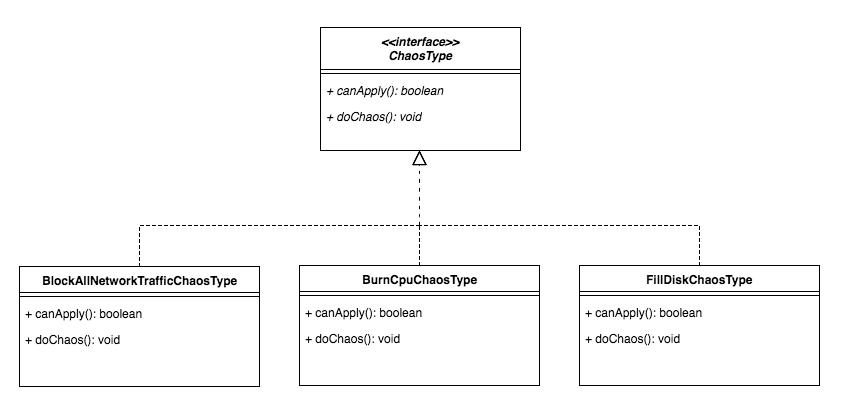 <<interface>>
ChaosType
+ canApply(): boolean
+ doChaos(): void
BlockAllNetworkTrafficChaosType
+ canApply(): boolean
+ doChaos(): void
BurnCpuChaosType
+ canApply(): boolean
+ doChaos(): void
FillDiskChaosType
+ canApply(): boolean
+ doChaos(): void